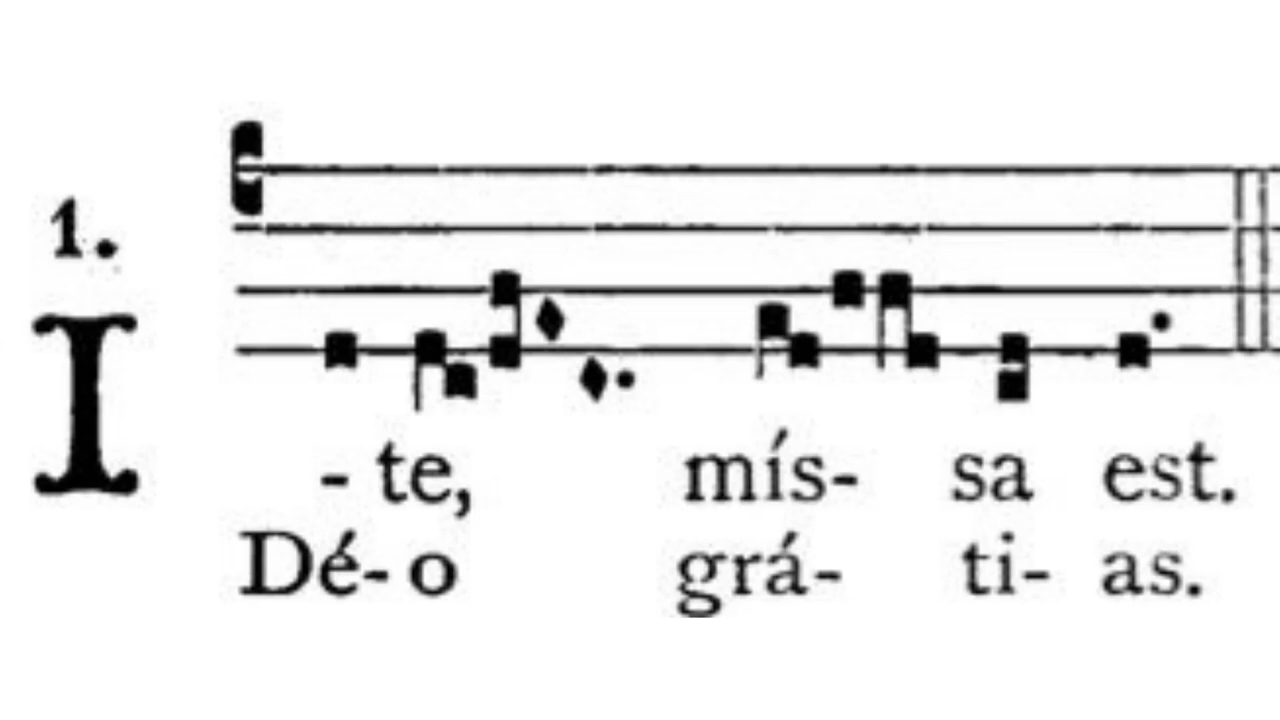 1.
I - te, mís- sa est.
Dé- o grá- ti- as.